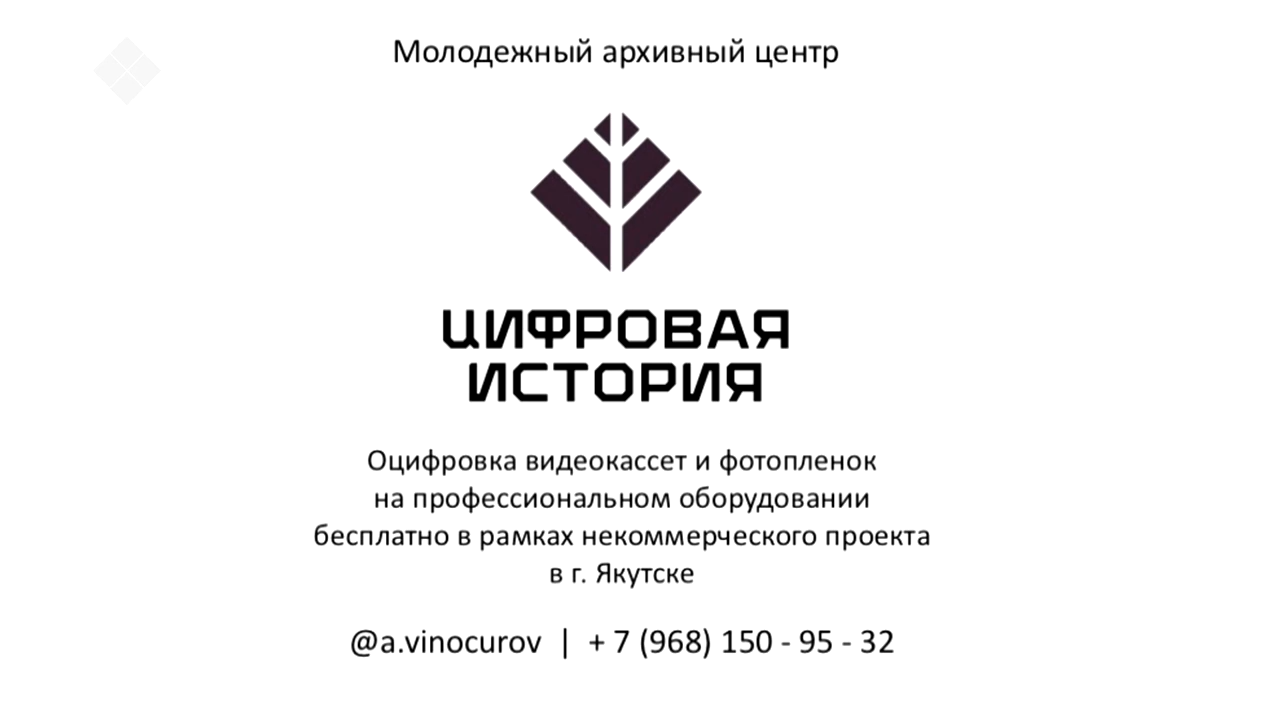 Молодежный архивный центр
ЦИФРОВАЯ
ИСТОРИЯ
Оцифровка видеокассет и фотопленок
на профессиональном оборудовании
бесплатно в рамках некоммерческого проекта
в г. Якутске
@a.vinocurov | + 7 (968) 150 - 95 - 32